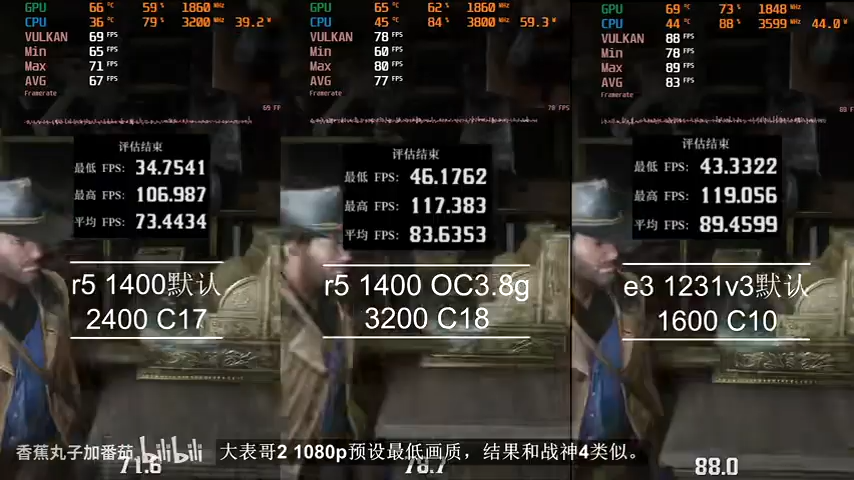 GPU 66 °C 59 % 1860 MHz
CPU 36 °C 79 % 3200 MHz 39.2 W
VULKAN 69 FPS
Min 65 FPS
Max 71 FPS
AVG 67 FPS
Framerate
69 FP
评估结束
最低 FPS: 34.7541
最高 FPS: 106.987
平均 FPS: 73.4434
r5 1400默认
2400 C17
71.6
GPU 65 °C 62 % 1860 MHz
CPU 45 °C 84 % 3800 MHz 59.3 W
VULKAN 78 FPS
Min 60 FPS
Max 80 FPS
AVG 77 FPS
Framerate
78 FPS
评估结束
最低 FPS: 46.1762
最高 FPS: 117.383
平均 FPS: 83.6353
r5 1400 OC3.8g
3200 C18
78.7
GPU 69 °C 73 % 1848 MHz
CPU 44 °C 88 % 3599 MHz 44.0 W
VULKAN 88 FPS
Min 78 FPS
Max 89 FPS
AVG 83 FPS
Framerate
评估结束
最低 FPS: 43.3322
最高 FPS: 119.056
平均 FPS: 89.4599
e3 1231v3默认
1600 C10
88.0
香蕉丸子加番茄 bilibili
大表哥2 1080p预设最低画质，结果和战神4类似。